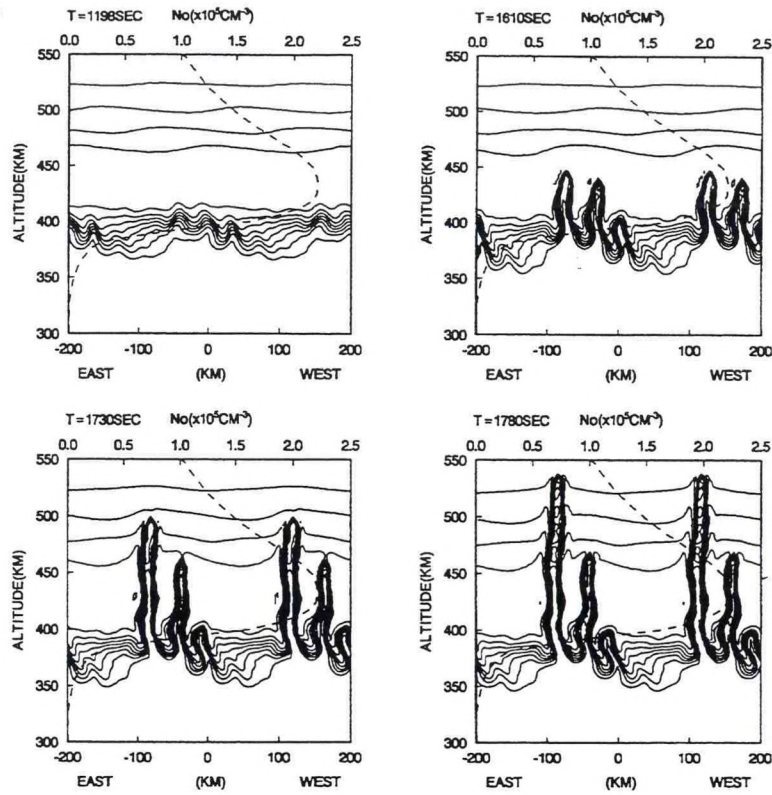 T=1198SEC No(x10⁵CM⁻³)
0.0 0.5 1.0 1.5 2.0 2.5
550
500
450
400
350
300
ALTITUDE(KM)
-200 -100 0 100 200
EAST (KM) WEST
T=1610SEC No(x10⁵CM⁻³)
0.0 0.5 1.0 1.5 2.0 2.5
550
500
450
400
350
300
ALTITUDE(KM)
-200 -100 0 100 200
EAST (KM) WEST
T=1730SEC No(x10⁵CM⁻³)
0.0 0.5 1.0 1.5 2.0 2.5
550
500
450
400
350
300
ALTITUDE(KM)
-200 -100 0 100 200
EAST (KM) WEST
T=1780SEC No(x10⁵CM⁻³)
0.0 0.5 1.0 1.5 2.0 2.5
550
500
450
400
350
300
ALTITUDE(KM)
-200 -100 0 100 200
EAST (KM) WEST